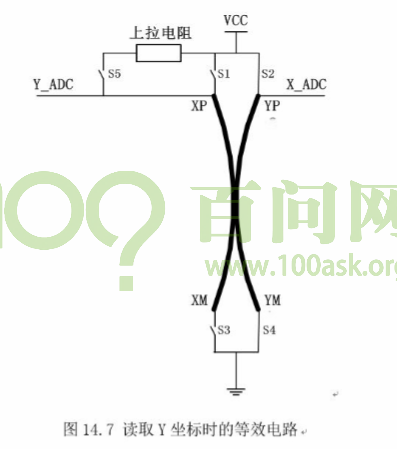 VCC
上拉电阻
S5
S1
S2
Y_ADC
X_ADC
XP
YP
100?
百问网
www.100ask.org
XM
YM
S3
S4
图 14.7 读取Y坐标时的等效电路